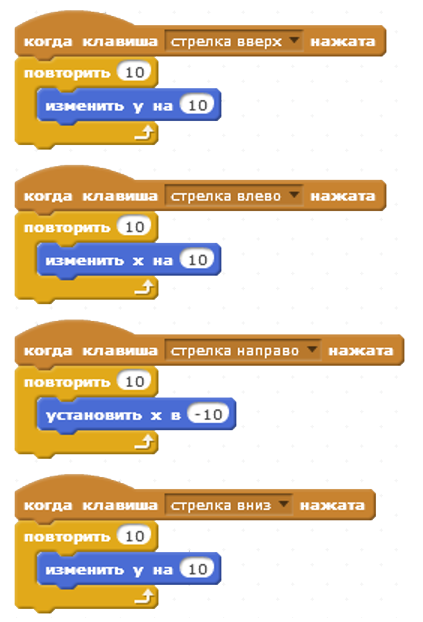 когда клавиша стрелка вверх нажата
повторить 10
изменить y на 10
когда клавиша стрелка влево нажата
повторить 10
изменить x на 10
когда клавиша стрелка направо нажата
повторить 10
установить x в -10
когда клавиша стрелка вниз нажата
повторить 10
изменить y на 10